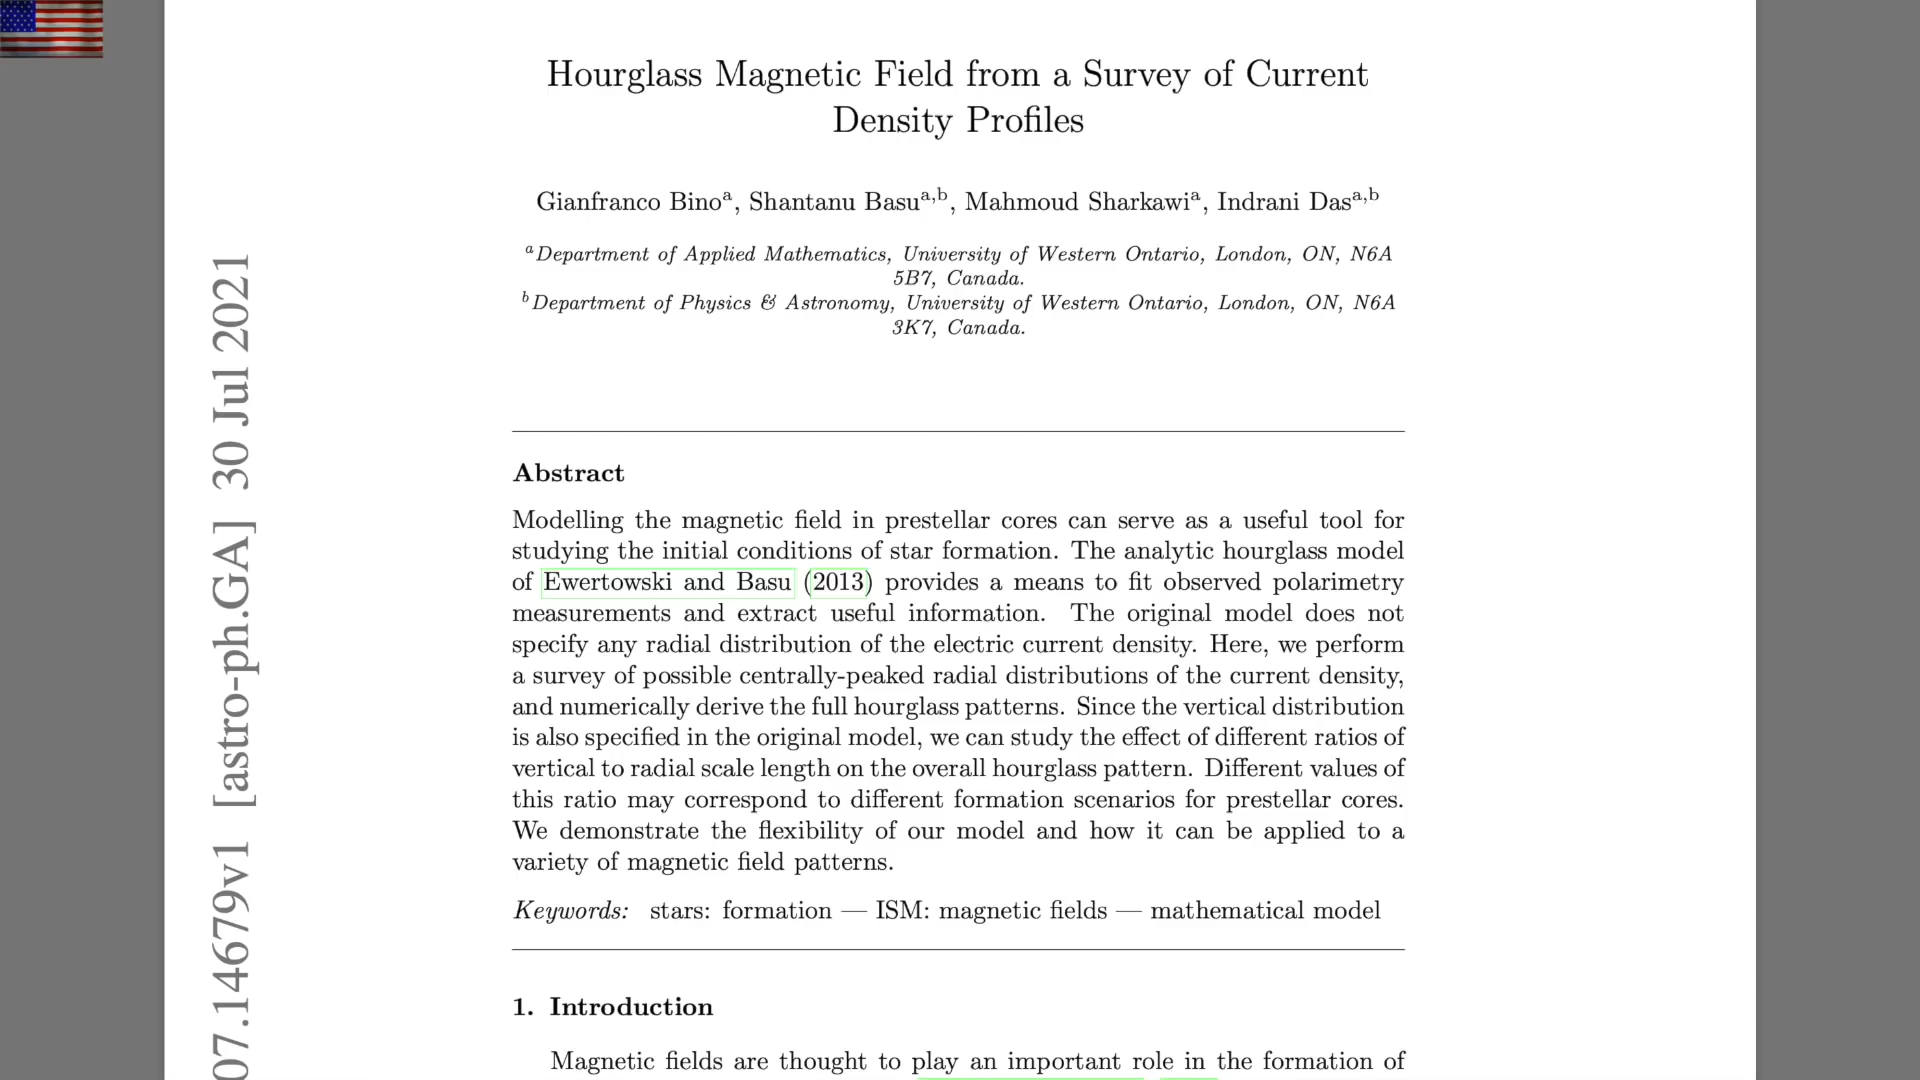 Hourglass Magnetic Field from a Survey of Current
Density Profiles
Gianfranco Binoᵃ, Shantanu Basuᵃ,ᵇ, Mahmoud Sharkawiᵃ, Indrani Dasᵃ,ᵇ
ᵃDepartment of Applied Mathematics, University of Western Ontario, London, ON, N6A
5B7, Canada.
ᵇDepartment of Physics & Astronomy, University of Western Ontario, London, ON, N6A
3K7, Canada.
07.14679v1 [astro-ph.GA] 30 Jul 2021
Abstract
Modelling the magnetic field in prestellar cores can serve as a useful tool for
studying the initial conditions of star formation. The analytic hourglass model
of Ewertowski and Basu (2013) provides a means to fit observed polarimetry
measurements and extract useful information. The original model does not
specify any radial distribution of the electric current density. Here, we perform
a survey of possible centrally-peaked radial distributions of the current density,
and numerically derive the full hourglass patterns. Since the vertical distribution
is also specified in the original model, we can study the effect of different ratios of
vertical to radial scale length on the overall hourglass pattern. Different values of
this ratio may correspond to different formation scenarios for prestellar cores.
We demonstrate the flexibility of our model and how it can be applied to a
variety of magnetic field patterns.
Keywords: stars: formation — ISM: magnetic fields — mathematical model
1. Introduction
Magnetic fields are thought to play an important role in the formation of